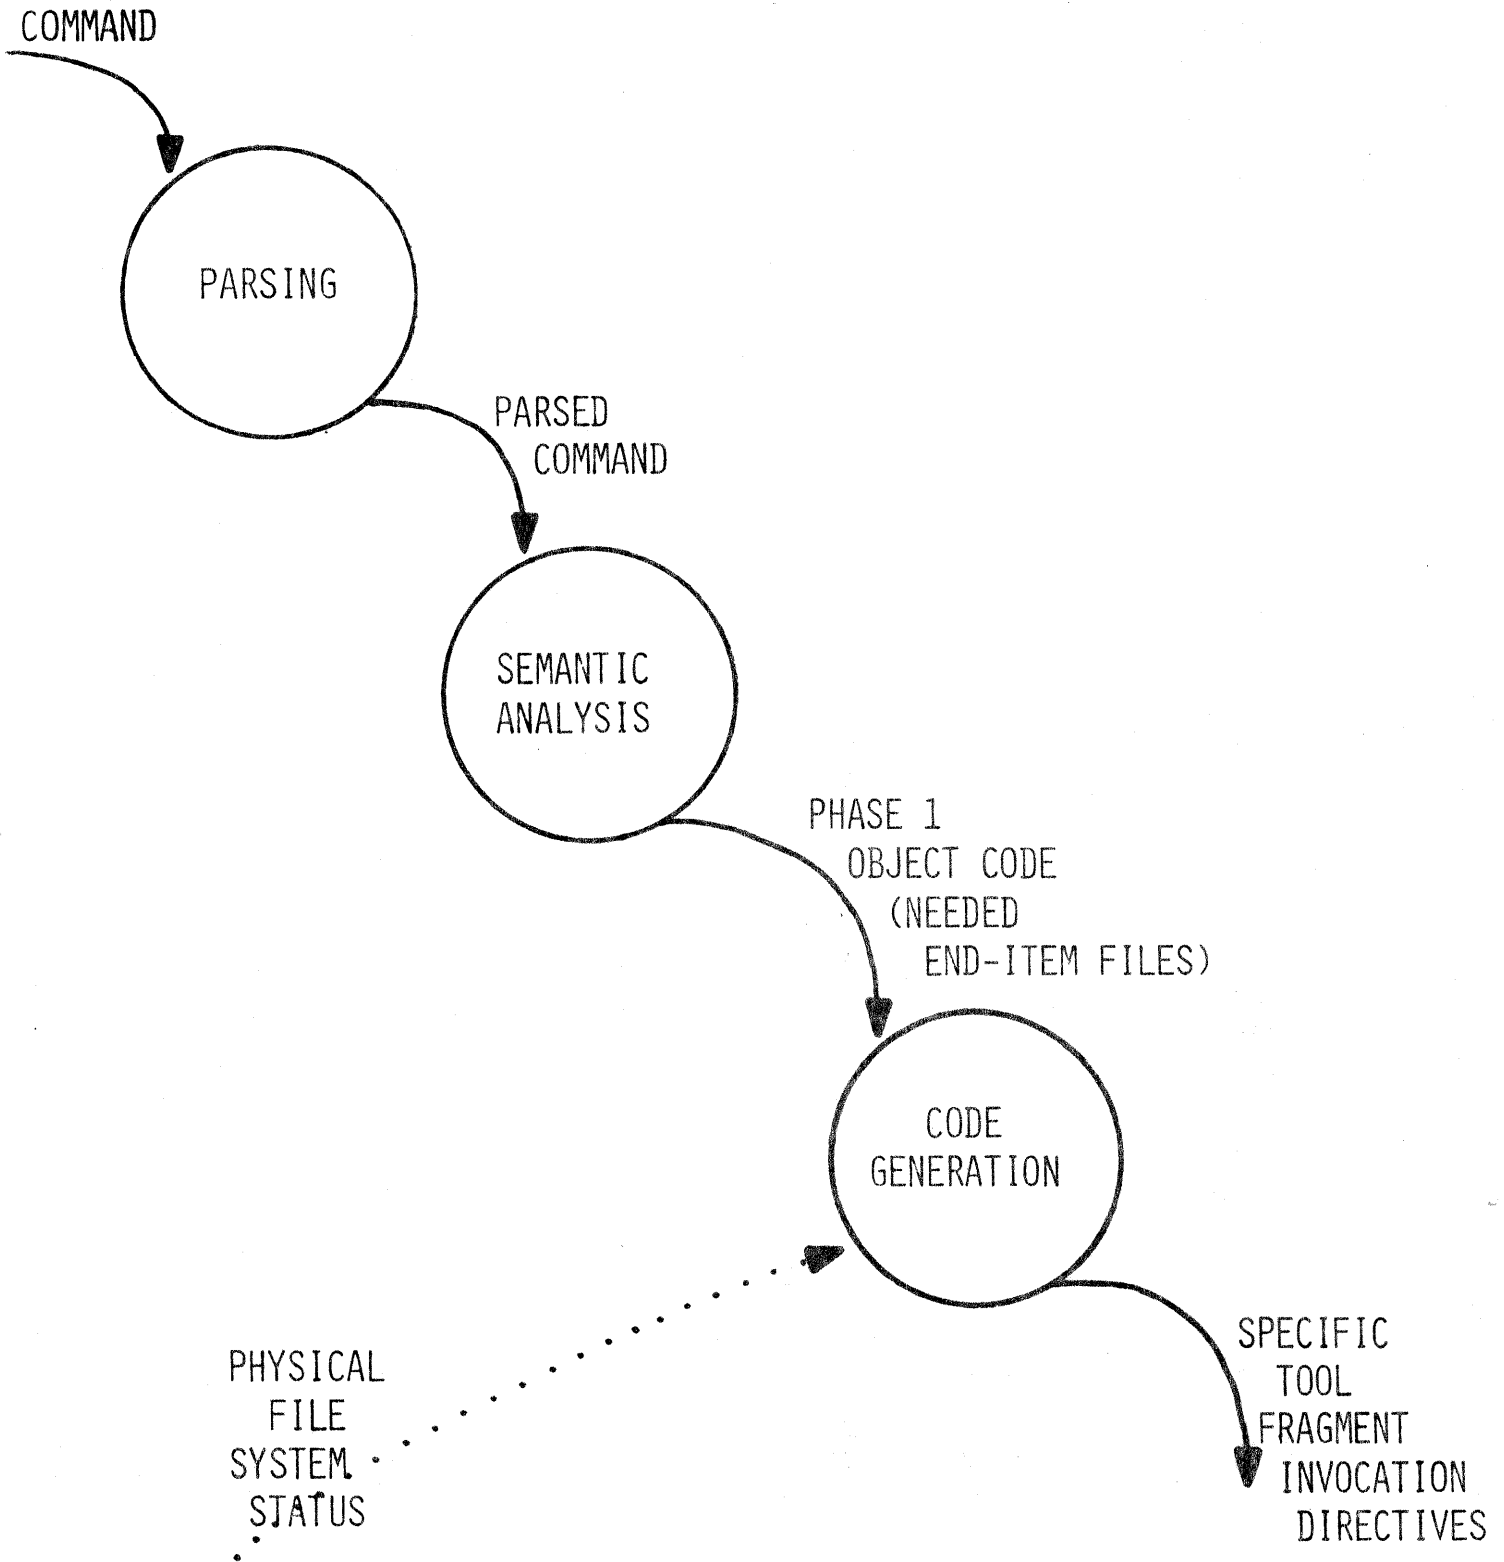 COMMAND
PARSING
PARSED
COMMAND
SEMANTIC
ANALYSIS
PHASE 1
OBJECT CODE
(NEEDED
END-ITEM FILES)
CODE
GENERATION
PHYSICAL
FILE
SYSTEM
STATUS
SPECIFIC
TOOL
FRAGMENT
INVOCATION
DIRECTIVES